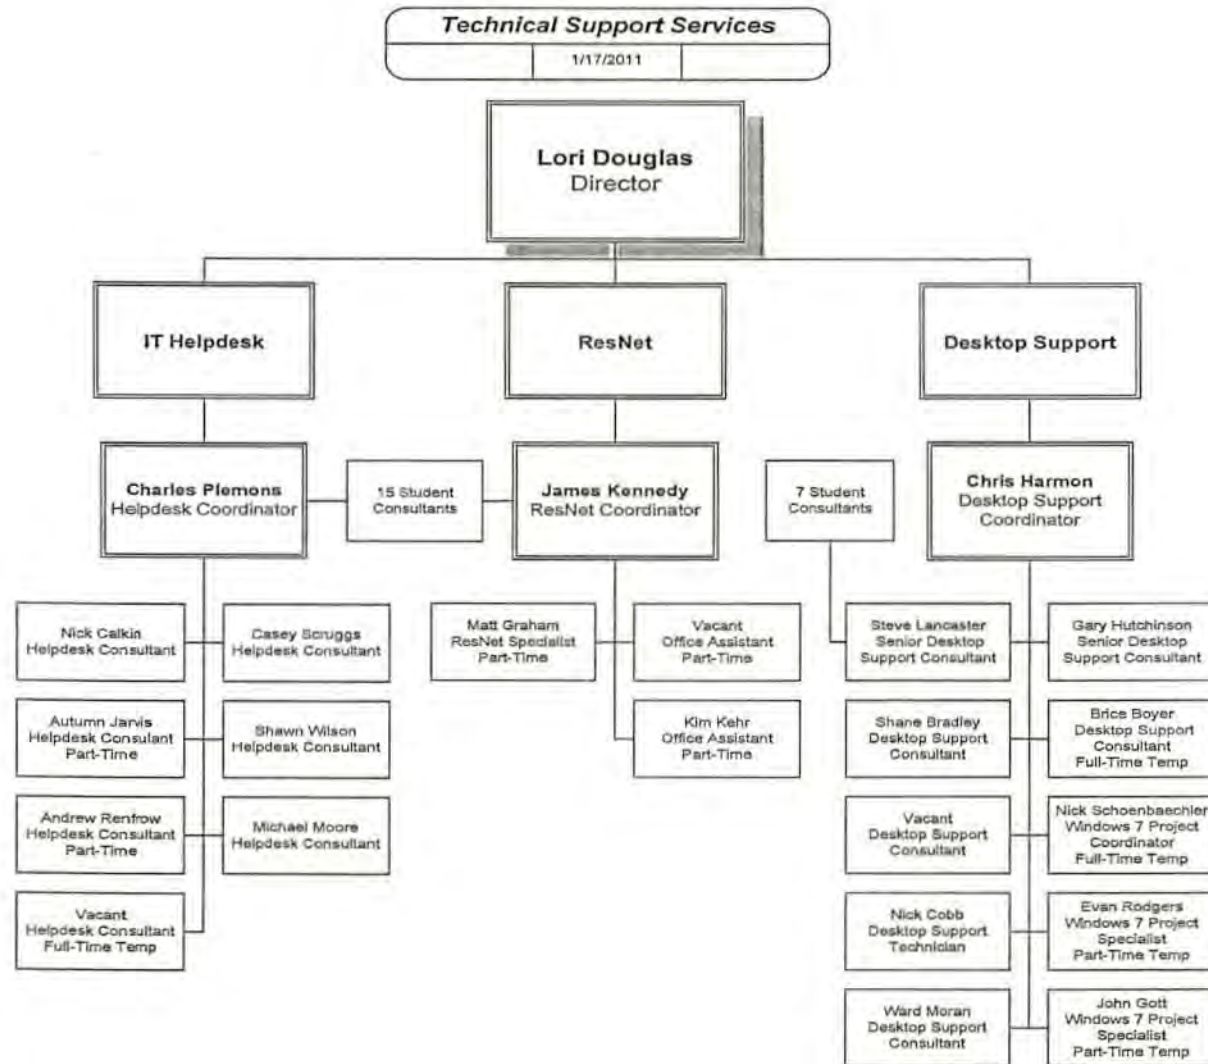 Technical Support Services
1/17/2011
Lori Douglas
Director
IT Helpdesk
ResNet
Desktop Support
Charles Plemons
Helpdesk Coordinator
15 Student
Consultants
James Kennedy
ResNet Coordinator
7 Student
Consultants
Chris Harmon
Desktop Support
Coordinator
Nick Calkin
Helpdesk Consultant
Casey Scruggs
Helpdesk Consultant
Autumn Jarvis
Helpdesk Consulant
Part-Time
Shawn Wilson
Helpdesk Consultant
Andrew Renfrow
Helpdesk Consultant
Part-Time
Michael Moore
Helpdesk Consultant
Vacant
Helpdesk Consultant
Full-Time Temp
Matt Graham
ResNet Specialist
Part-Time
Vacant
Office Assistant
Part-Time
Kim Kehr
Office Assistant
Part-Time
Steve Lancaster
Senior Desktop
Support Consultant
Gary Hutchinson
Senior Desktop
Support Consultant
Shane Bradley
Desktop Support
Consultant
Brice Boyer
Desktop Support
Consultant
Full-Time Temp
Vacant
Desktop Support
Consultant
Nick Schoenbaechler
Windows 7 Project
Coordinator
Full-Time Temp
Nick Cobb
Desktop Support
Technician
Evan Rodgers
Windows 7 Project
Specialist
Part-Time Temp
Ward Moran
Desktop Support
Consultant
John Gott
Windows 7 Project
Specialist
Part-Time Temp